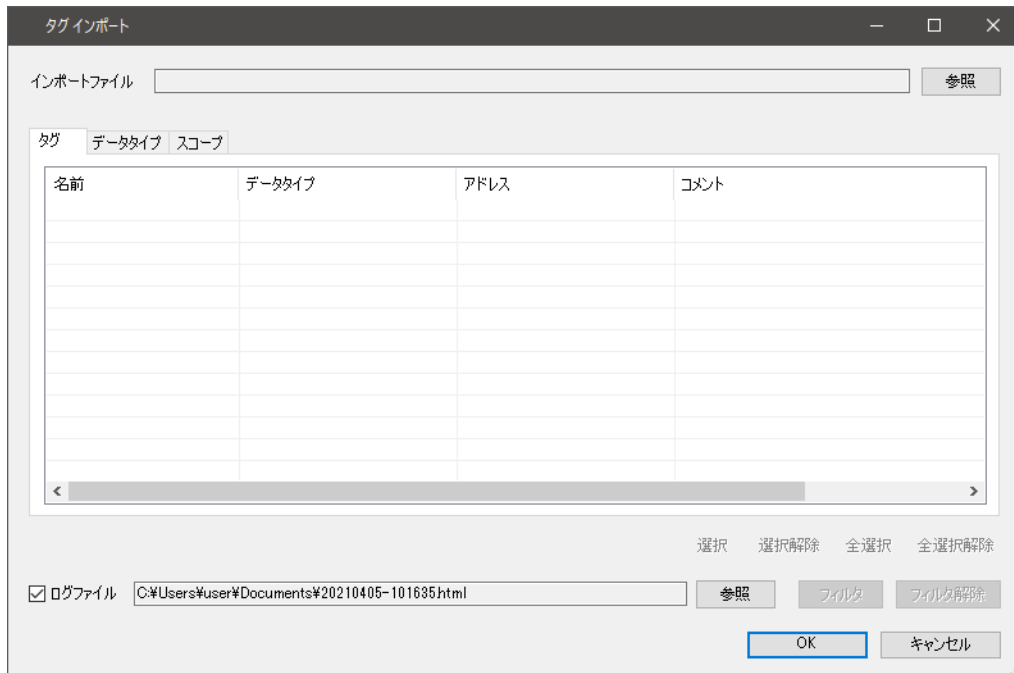 タグ インポート
インポートファイル 参照
タグ データタイプ スコープ
名前 データタイプ アドレス コメント
選択 選択解除 全選択 全選択解除
ログファイル C:¥Users¥user¥Documents¥20210405-101635.html 参照 フィルタ フィルタ解除
OK キャンセル